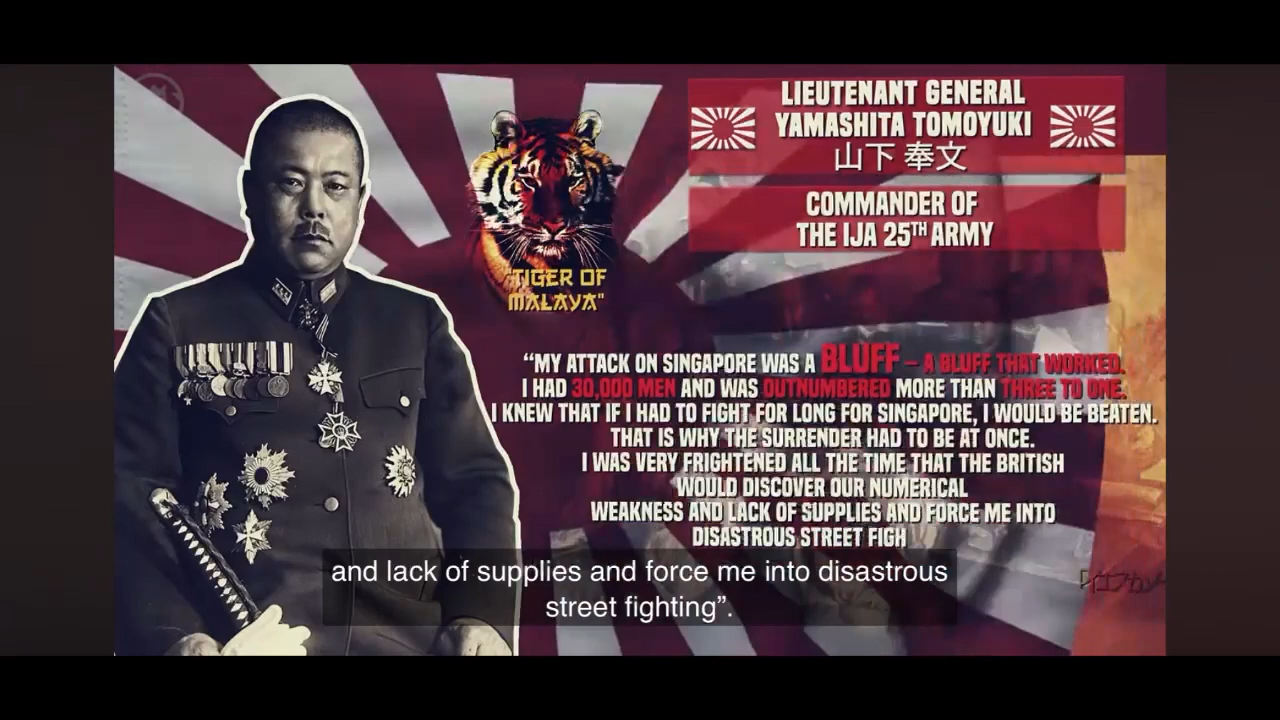 LIEUTENANT GENERAL
YAMASHITA TOMOYUKI
山下 奉文
COMMANDER OF
THE IJA 25TH ARMY
"TIGER OF
MALAYA"
“MY ATTACK ON SINGAPORE WAS A BLUFF – A BLUFF THAT WORKED.
I HAD 30,000 MEN AND WAS OUTNUMBERED MORE THAN THREE TO ONE.
I KNEW THAT IF I HAD TO FIGHT FOR LONG FOR SINGAPORE, I WOULD BE BEATEN.
THAT IS WHY THE SURRENDER HAD TO BE AT ONCE.
I WAS VERY FRIGHTENED ALL THE TIME THAT THE BRITISH
WOULD DISCOVER OUR NUMERICAL
WEAKNESS AND LACK OF SUPPLIES AND FORCE ME INTO
DISASTROUS STREET FIGH
and lack of supplies and force me into disastrous
street fighting”.